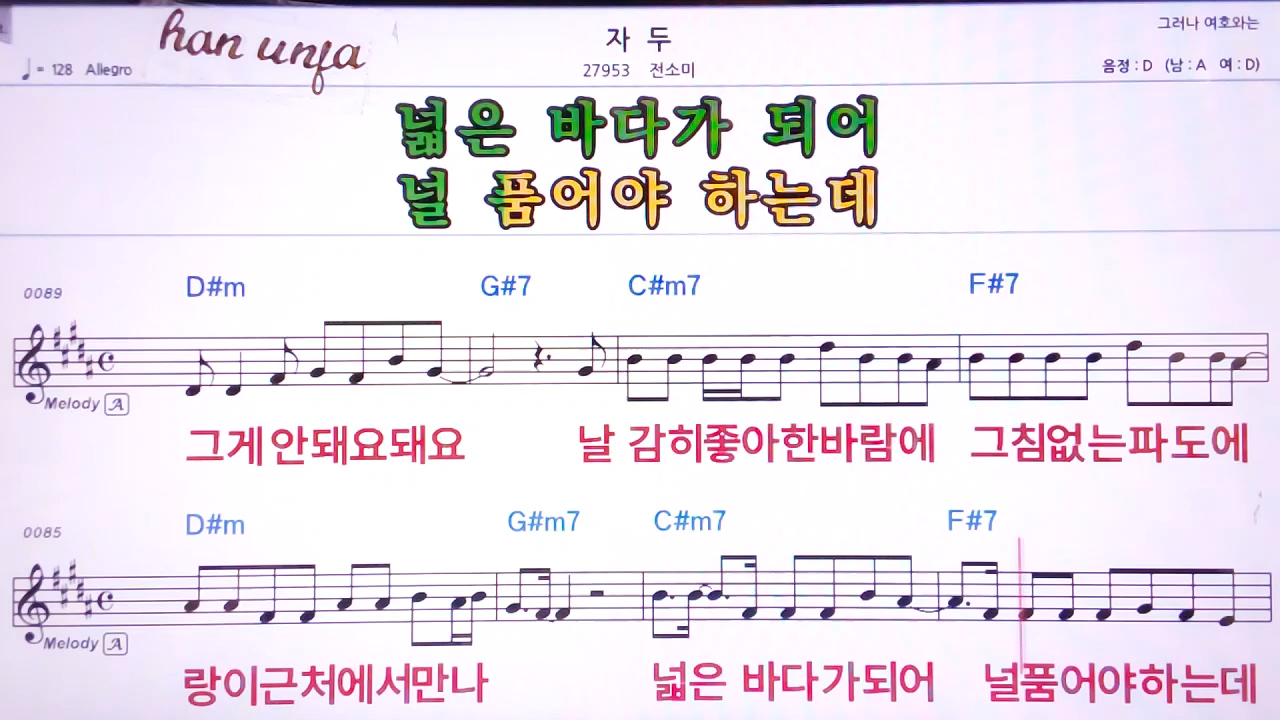 han unfa
자 두
그러나 여호와는
♩ = 128 Allegro
27953 전소미
음정 : D (남 : A 여 : D)
넓은 바다가 되어
널 품어야 하는데
0089
D#m G#7 C#m7 F#7
Melody A
그게안돼요돼요 날 감히좋아한바람에 그침없는파도에
0085
D#m G#m7 C#m7 F#7
Melody A
랑이근처에서만나 넓은 바다가되어 널품어야하는데